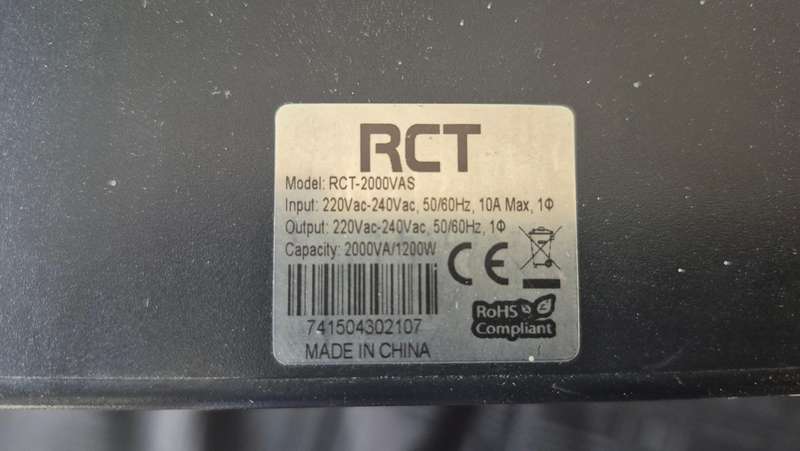 RCT
Model: RCT-2000VAS
Input: 220Vac-240Vac, 50/60Hz, 10A Max, 1Φ
Output: 220Vac-240Vac, 50/60Hz, 1Φ
Capacity: 2000VA/1200W
CE
741504302107
RoHS
Compliant
MADE IN CHINA